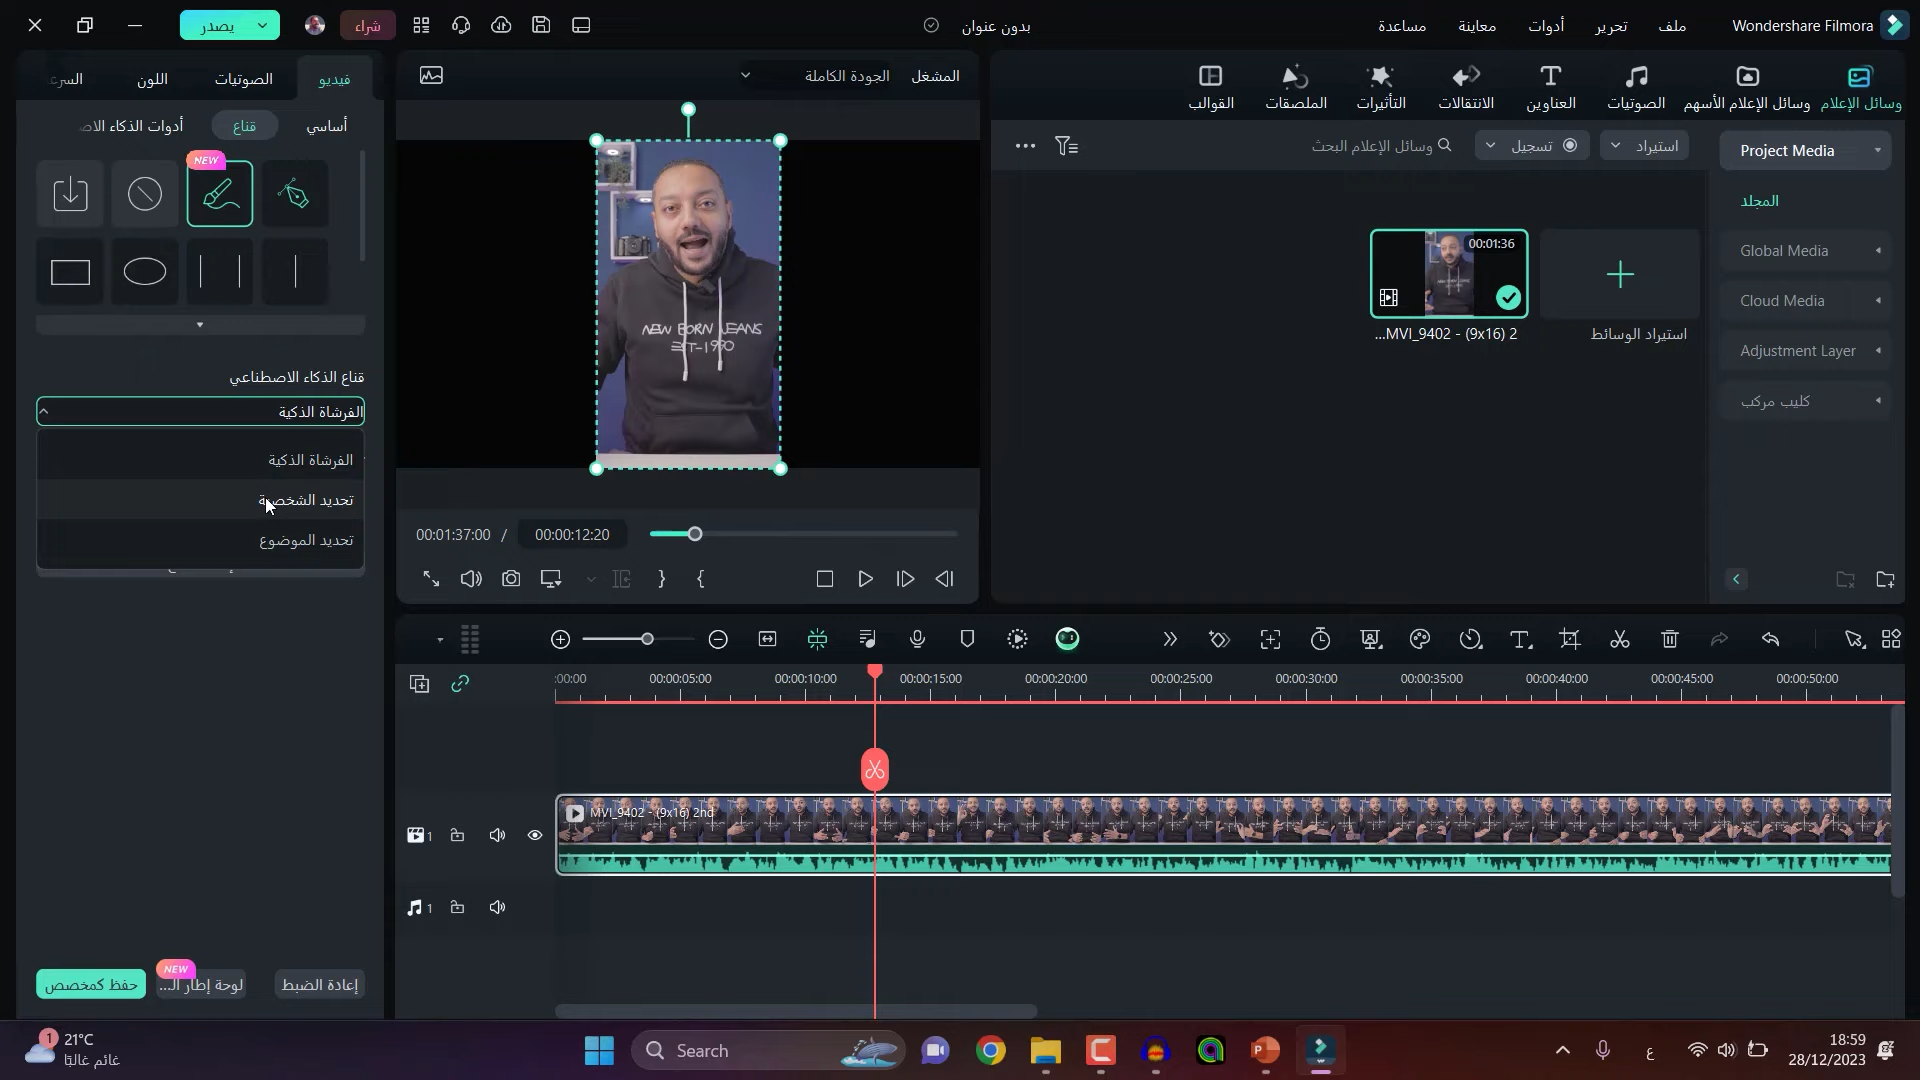 Wondershare Filmora
ملف
تحرير
أدوات
معاينة
مساعدة
بدون عنوان
شراء
يصدر
وسائل الإعلام
وسائل الإعلام الأسهم
الصوتيات
العناوين
الانتقالات
التأثيرات
الملصقات
القوالب
المشغل
الجودة الكاملة
فيديو
الصوتيات
اللون
السرع
أساسي
قناع
أدوات الذكاء الاص
NEW
Project Media
استيراد
تسجيل
وسائل الإعلام البحث
المجلد
Global Media
Cloud Media
Adjustment Layer
كليب مركب
00:01:36
استيراد الوسائط
MVI_9402 - (9x16) 2...
NEW BORN JEANS
EST-1990
قناع الذكاء الاصطناعي
الفرشاة الذكية
الفرشاة الذكية
تحديد الشخصية
تحديد الموضوع
00:01:37:00 / 00:00:12:20
:00:00 00:00:05:00 00:00:10:00 00:00:15:00 00:00:20:00 00:00:25:00 00:00:30:00 00:00:35:00 00:00:40:00 00:00:45:00 00:00:50:00
MVI_9402 - (9x16) 2nd
1
1
NEW
إعادة الضبط
لوحة إطار الـ...
حفظ كمخصص
1
21°C
غائم غالبًا
Search
ع
18:59
28/12/2023